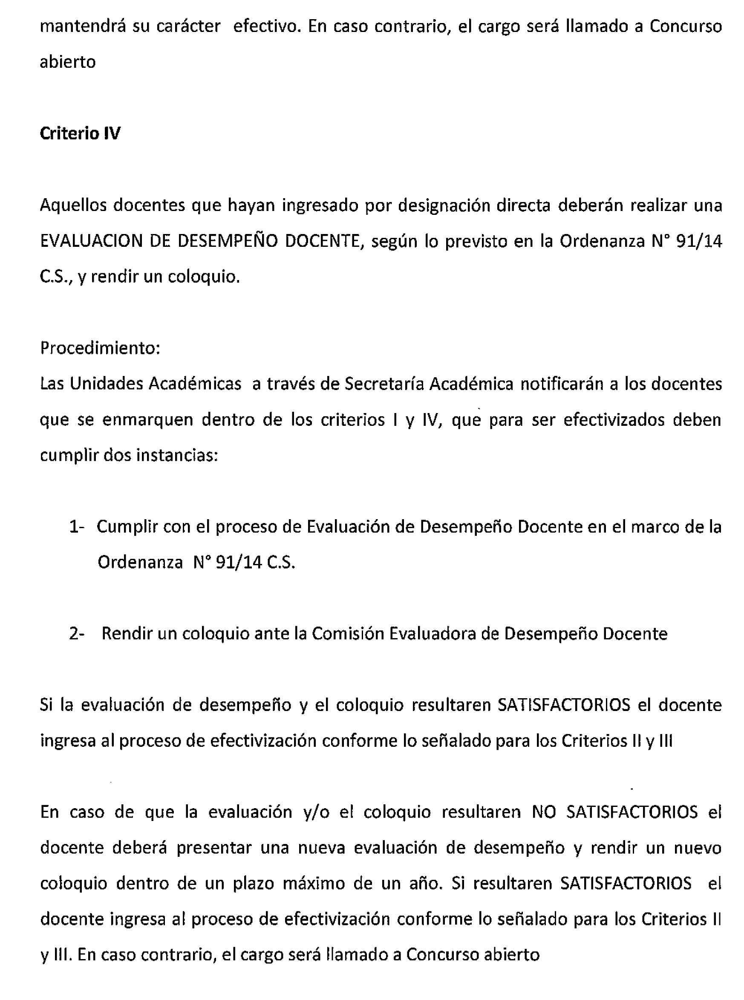 mantendrá su carácter efectivo. En caso contrario, el cargo será llamado a Concurso
abierto
Criterio IV
Aquellos docentes que hayan ingresado por designación directa deberán realizar una
EVALUACION DE DESEMPEÑO DOCENTE, según lo previsto en la Ordenanza N° 91/14
C.S., y rendir un coloquio.
Procedimiento:
Las Unidades Académicas a través de Secretaría Académica notificarán a los docentes
que se enmarquen dentro de los criterios I y IV, que para ser efectivizados deben
cumplir dos instancias:
1- Cumplir con el proceso de Evaluación de Desempeño Docente en el marco de la
Ordenanza N° 91/14 C.S.
2- Rendir un coloquio ante la Comisión Evaluadora de Desempeño Docente
Si la evaluación de desempeño y el coloquio resultaren SATISFACTORIOS el docente
ingresa al proceso de efectivización conforme lo señalado para los Criterios II y III
En caso de que la evaluación y/o el coloquio resultaren NO SATISFACTORIOS el
docente deberá presentar una nueva evaluación de desempeño y rendir un nuevo
coloquio dentro de un plazo máximo de un año. Si resultaren SATISFACTORIOS el
docente ingresa al proceso de efectivización conforme lo señalado para los Criterios II
y III. En caso contrario, el cargo será llamado a Concurso abierto